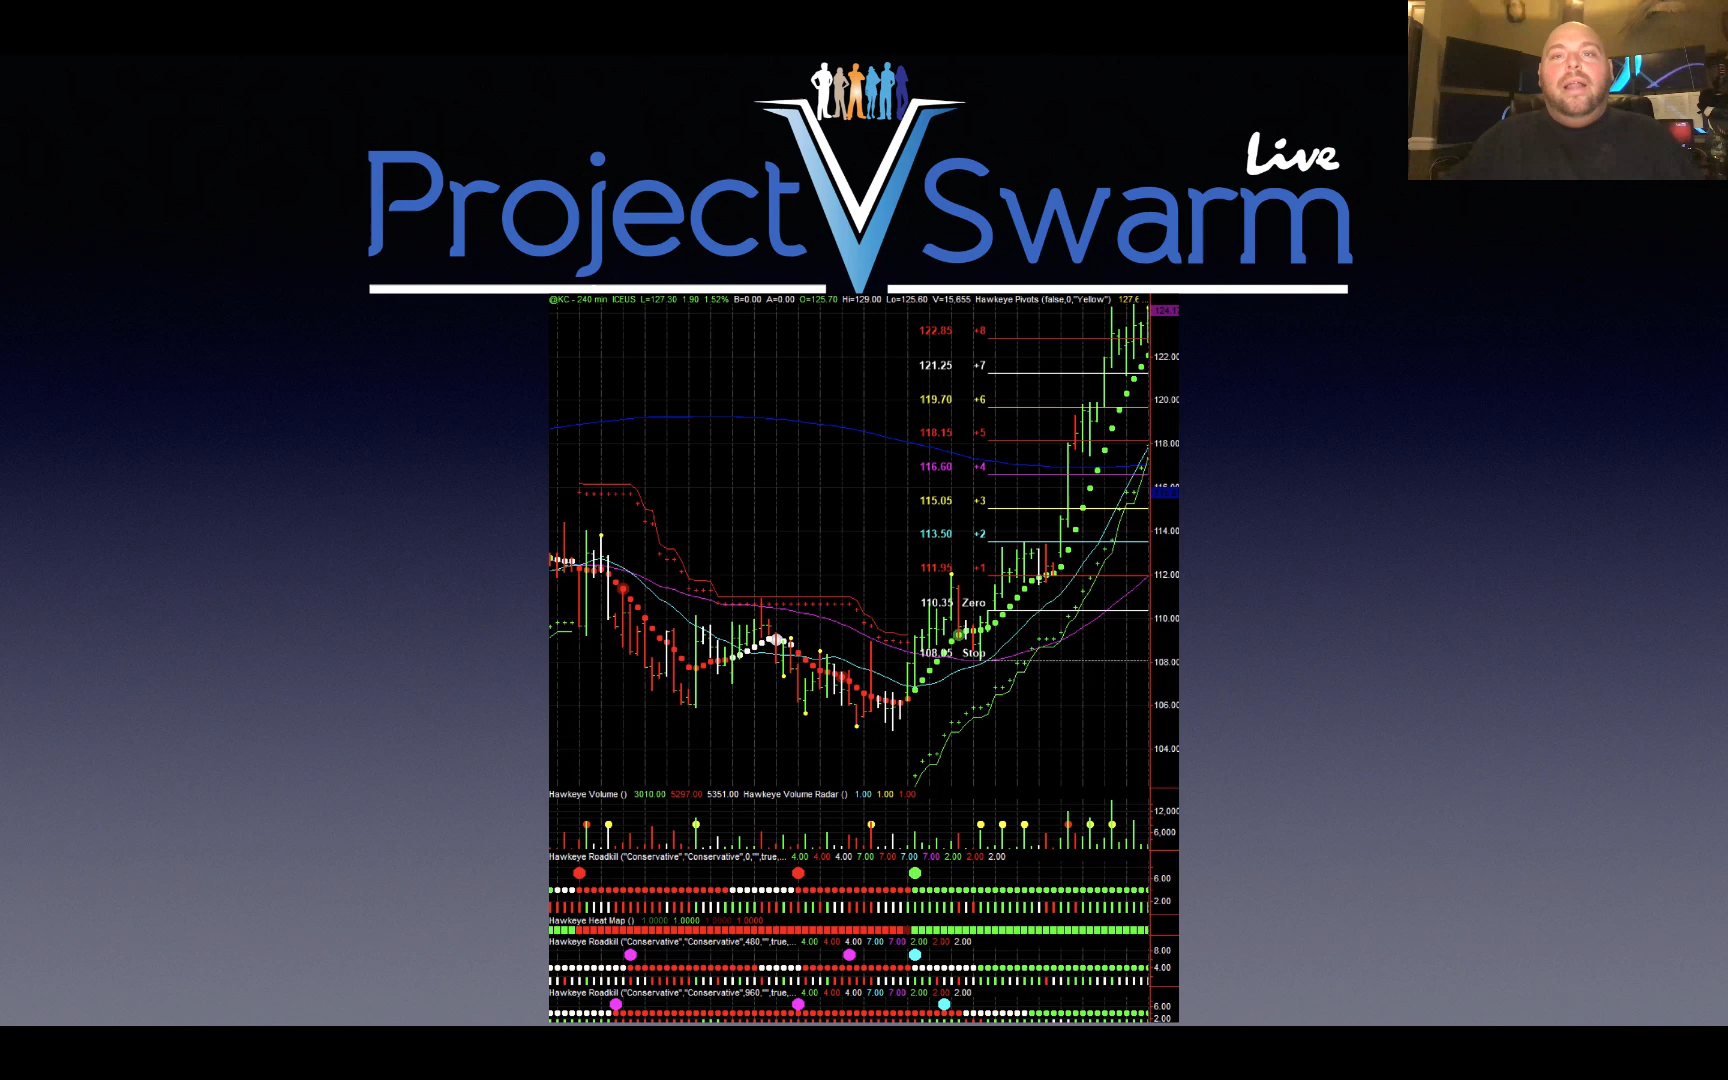 Live
Project Swarm
@KC - 240 min ICEUS L=127.30 1.90 1.52% B=0.00 A=0.00 O=125.70 Hi=129.00 Lo=125.60 V=15,655 Hawkeye Pivots (false,0,"Yellow")
122.85 +8
121.25 +7
119.70 +6
118.15 +5
116.60 +4
115.05 +3
113.50 +2
111.95 +1
110.35 Zero
Stop
122.00
120.00
118.00
114.00
112.00
110.00
108.00
106.00
104.00
Hawkeye Volume () 3010.00 5297.00 5351.00 Hawkeye Volume Radar () 1.00 1.00 1.00
12,000
6,000
Hawkeye Roadkill ("Conservative","Conservative",0,"",true,... 4.00 4.00 4.00 7.00 7.00 7.00 7.00 2.00 2.00 2.00
6.00
2.00
Hawkeye Heat Map () 1.0000 1.0000 1.0000 1.0000
Hawkeye Roadkill ("Conservative","Conservative",480,"",true,... 4.00 4.00 4.00 7.00 7.00 2.00 2.00 2.00
8.00
4.00
Hawkeye Roadkill ("Conservative","Conservative",960,"",true,... 4.00 4.00 4.00 7.00 7.00 2.00 2.00 2.00
6.00
2.00